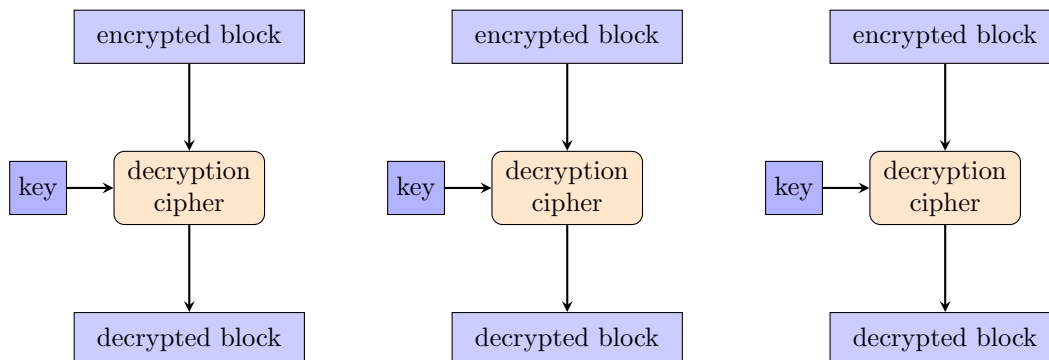 encrypted block
encrypted block
encrypted block
key
decryption
cipher
key
decryption
cipher
key
decryption
cipher
decrypted block
decrypted block
decrypted block